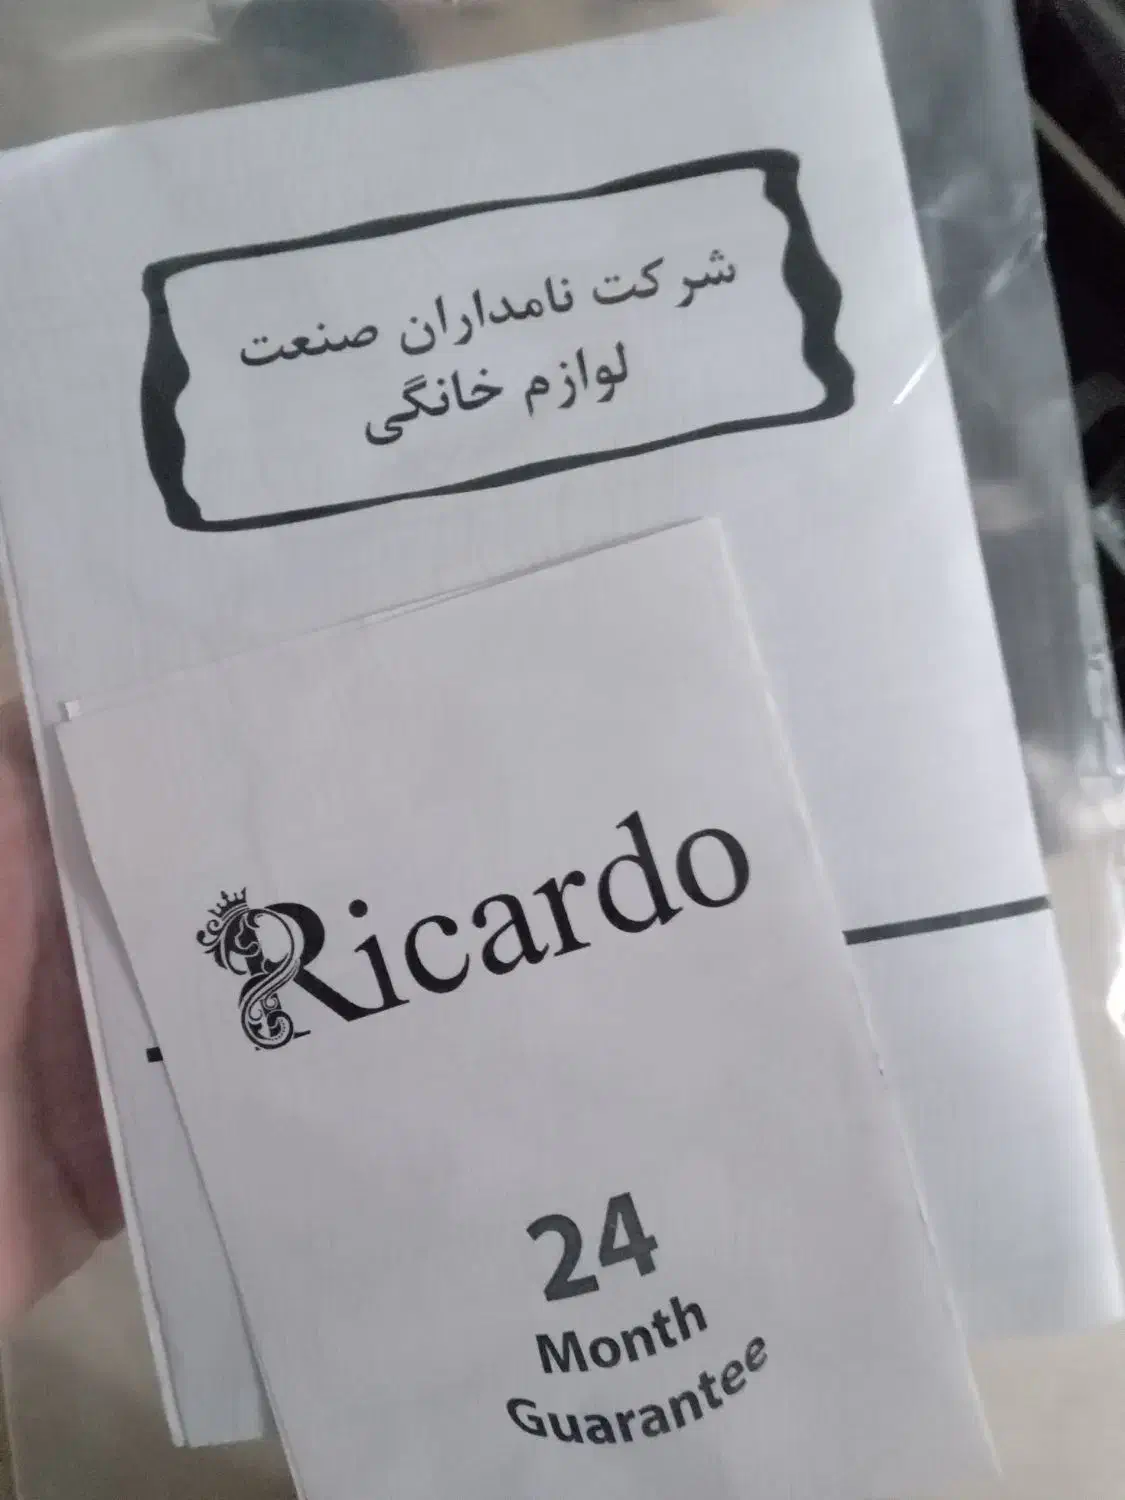 شرکت نامداران صنعت
لوازم خانگی
Ricardo
24
Month
Guarantee